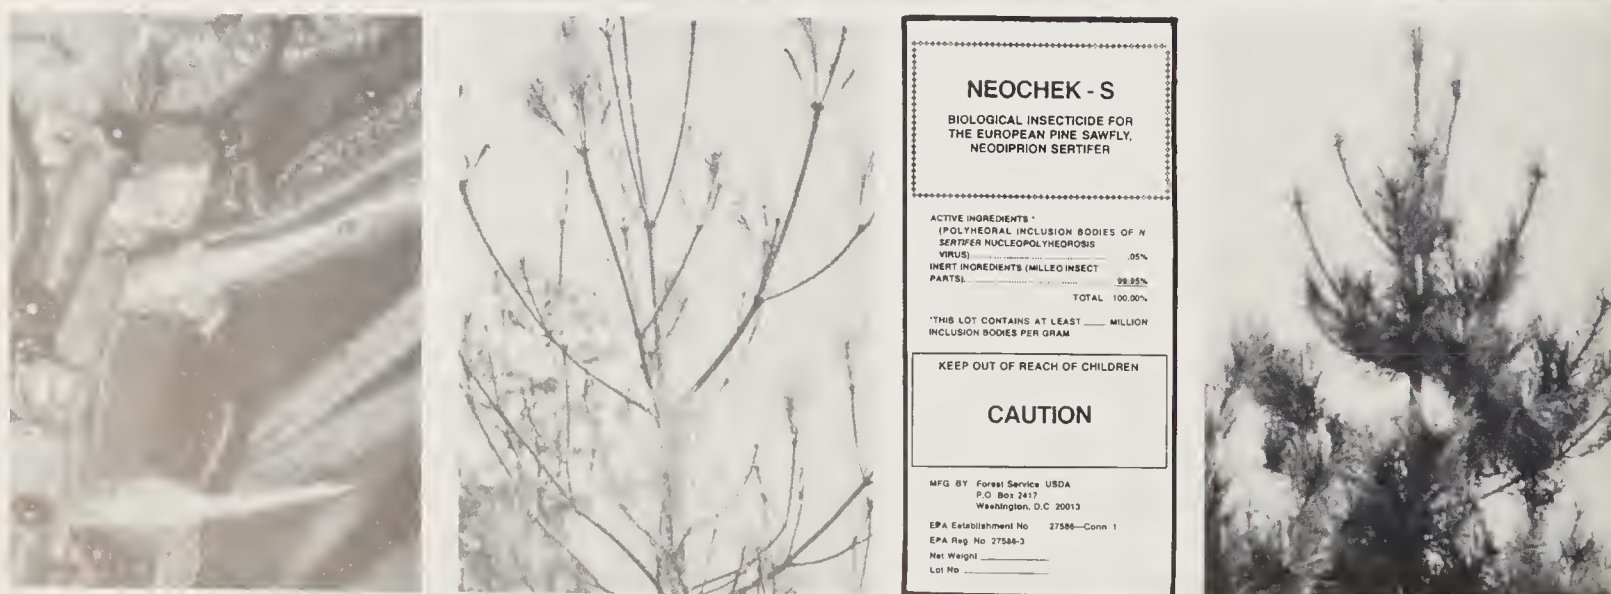 NEOCHEK - S
BIOLOGICAL INSECTICIDE FOR
THE EUROPEAN PINE SAWFLY,
NEODIPRION SERTIFER
ACTIVE INGREDIENTS *
(POLYHEDRAL INCLUSION BODIES OF N
SERTIFER NUCLEOPOLYHEDROSIS
VIRUS) .05%
INERT INGREDIENTS (MILLED INSECT
PARTS) 99.95%
TOTAL 100.00%
*THIS LOT CONTAINS AT LEAST ____ MILLION
INCLUSION BODIES PER GRAM
KEEP OUT OF REACH OF CHILDREN
CAUTION
MFG BY Forest Service USDA
P.O. Box 2417
Washington, D.C 20013
EPA Establishment No 27586—Conn 1
EPA Reg No 27586-3
Net Weight ____
Lot No ____